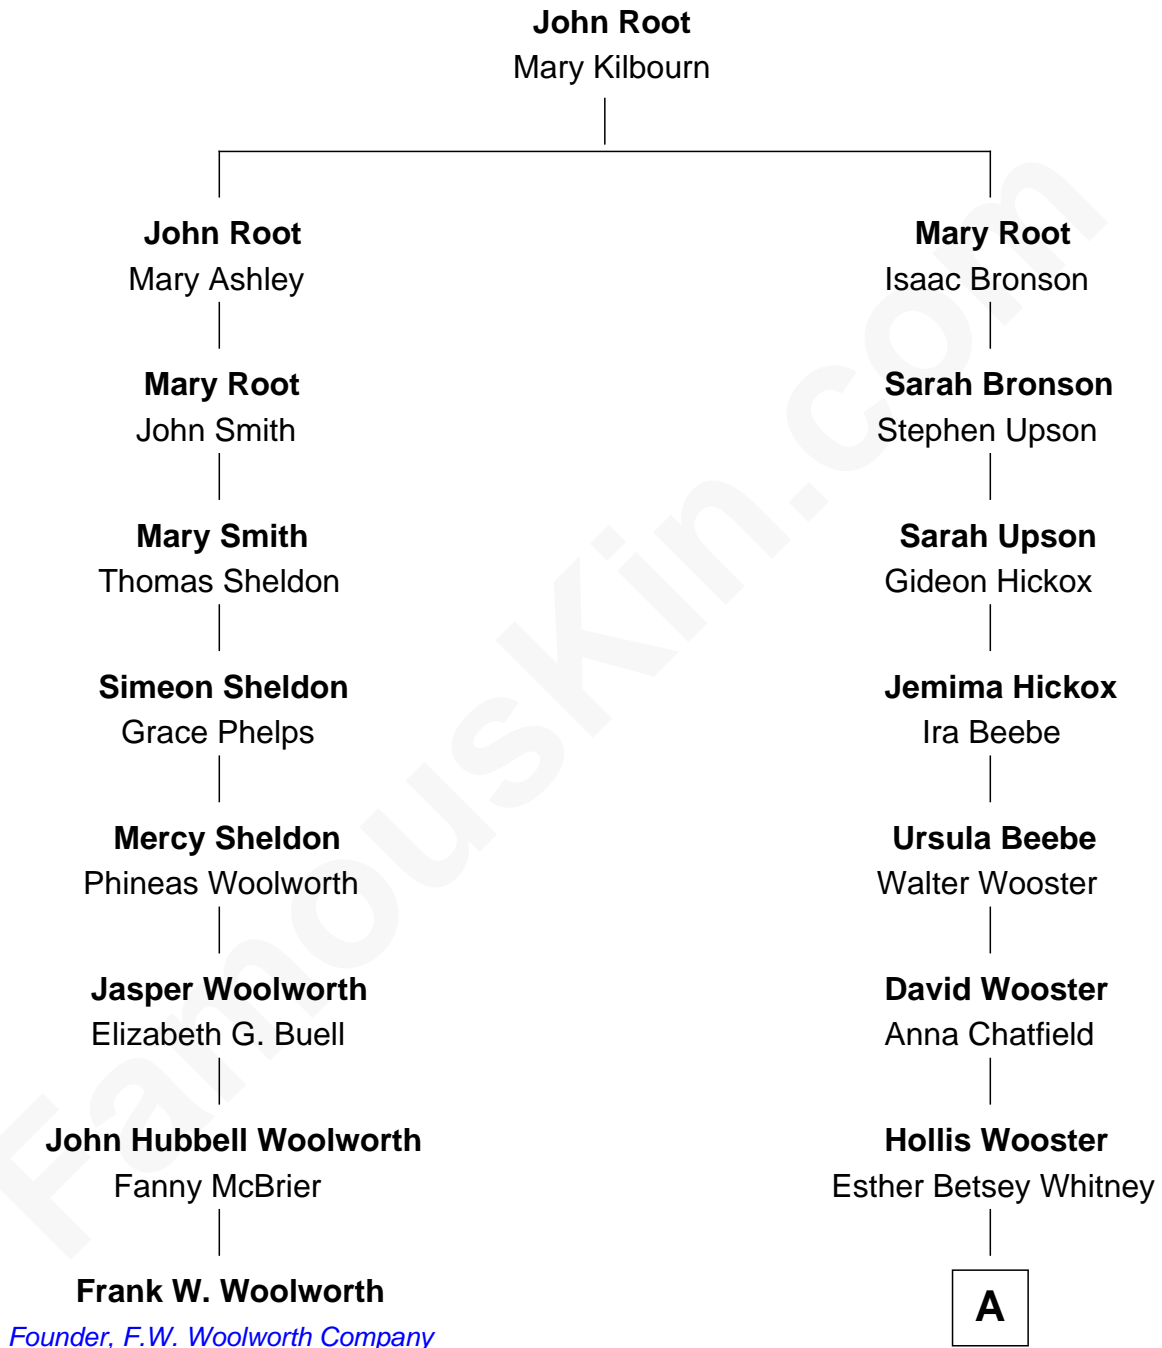 John Root
Mary Kilbourn
John Root
Mary Ashley
Mary Root
Isaac Bronson
Mary Root
John Smith
Sarah Bronson
Stephen Upson
Mary Smith
Thomas Sheldon
Sarah Upson
Gideon Hickox
Simeon Sheldon
Grace Phelps
Jemima Hickox
Ira Beebe
Mercy Sheldon
Phineas Woolworth
Ursula Beebe
Walter Wooster
Jasper Woolworth
Elizabeth G. Buell
David Wooster
Anna Chatfield
John Hubbell Woolworth
Fanny McBrier
Hollis Wooster
Esther Betsey Whitney
Frank W. Woolworth
Founder, F.W. Woolworth Company
A
FamousKin.com